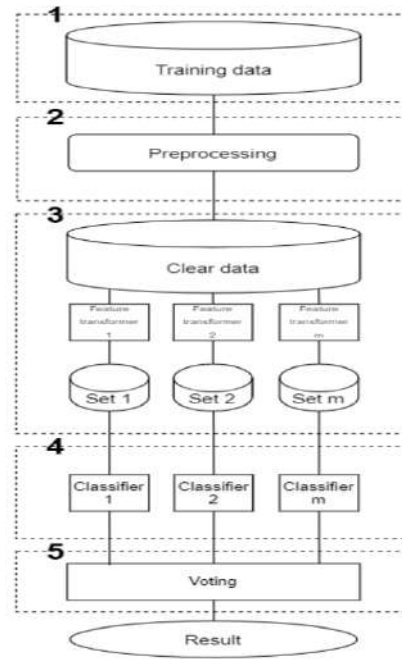 1
Training data
2
Preprocessing
3
Clear data
Feature
transformer
1
Feature
transformer
2
Feature
transformer
m
Set 1
Set 2
Set m
4
Classifier
1
Classifier
2
Classifier
m
5
Voting
Result